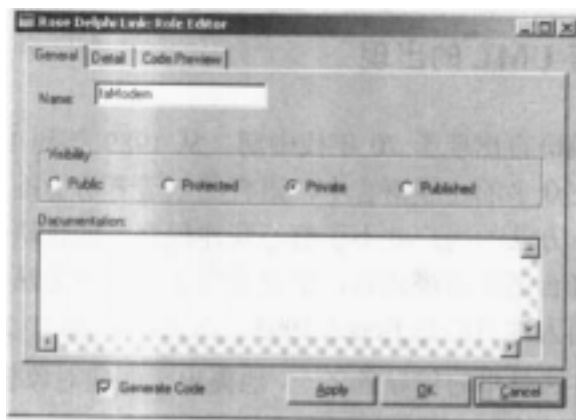 Rose Delphi Link: Role Editor
General Detail Code Preview
Name:
Visibility
Public Protected Private Published
Documentation:
Generate Code Apply OK Cancel